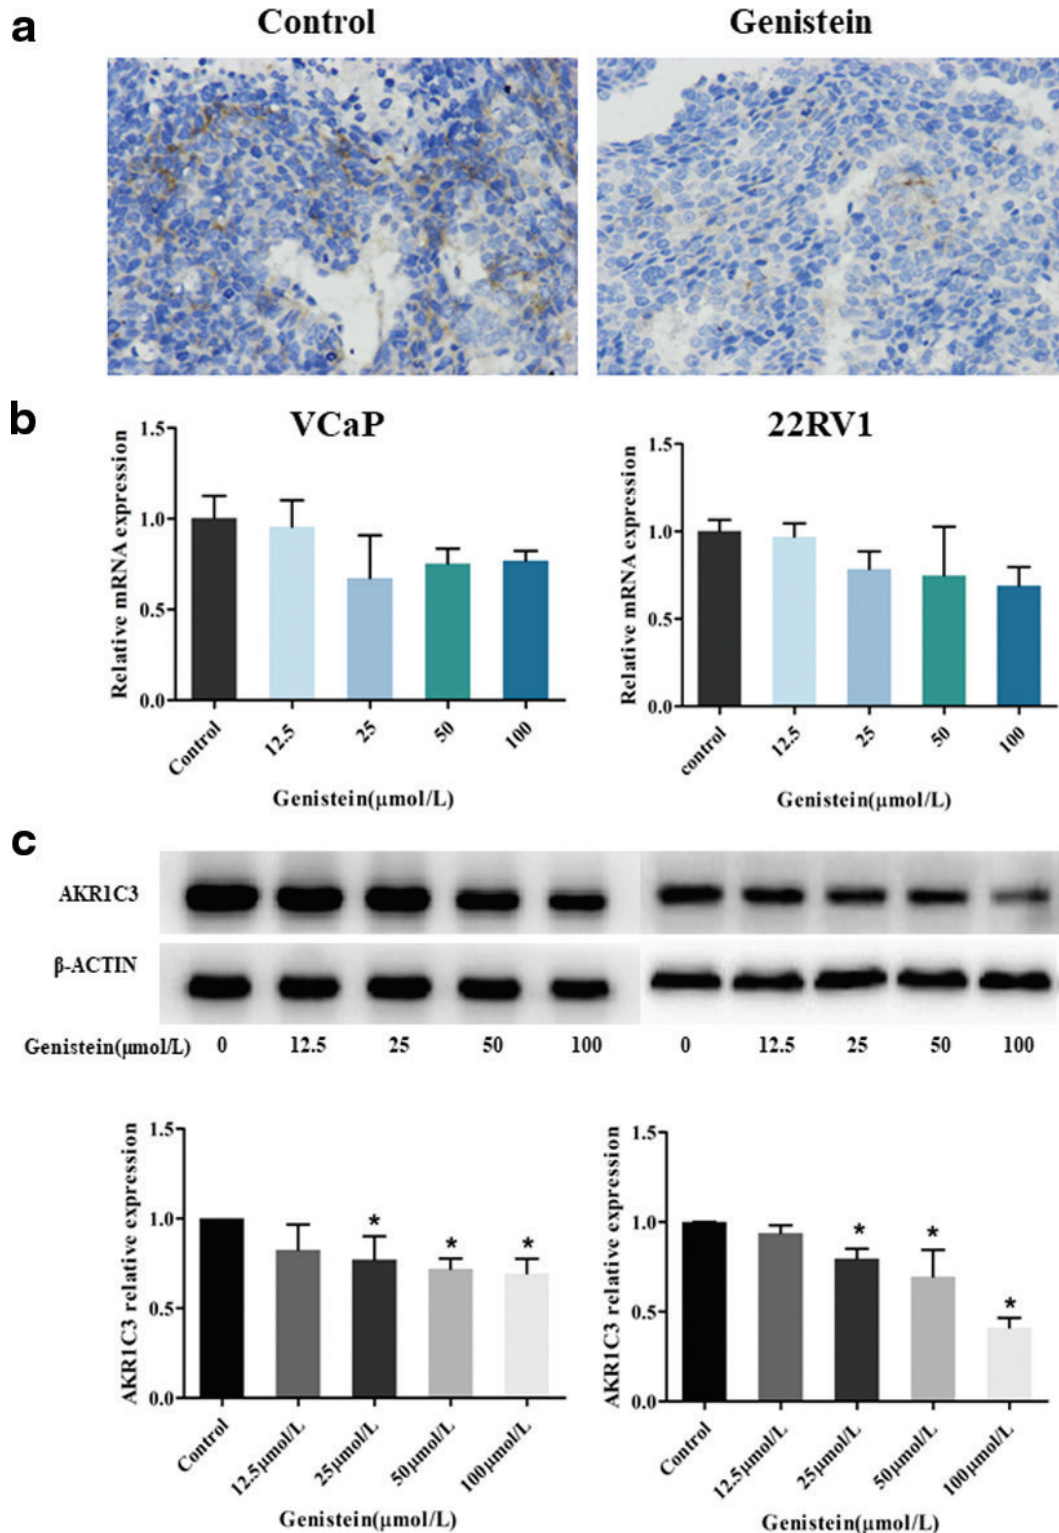 a
Control
Genistein
b
VCaP
Relative mRNA expression
1.5
1.0
0.5
0.0
Control
12.5
25
50
100
Genistein(μmol/L)
22RV1
Relative mRNA expression
1.5
1.0
0.5
0.0
control
12.5
25
50
100
Genistein(μmol/L)
c
AKR1C3
β-ACTIN
Genistein(μmol/L) 0 12.5 25 50 100 0 12.5 25 50 100
AKR1C3 relative expression
1.5
1.0
0.5
0.0
* * *
Control
12.5μmol/L
25μmol/L
50μmol/L
100μmol/L
Genistein(μmol/L)
AKR1C3 relative expression
1.5
1.0
0.5
0.0
* * *
Control
12.5μmol/L
25μmol/L
50μmol/L
100μmol/L
Genistein(μmol/L)